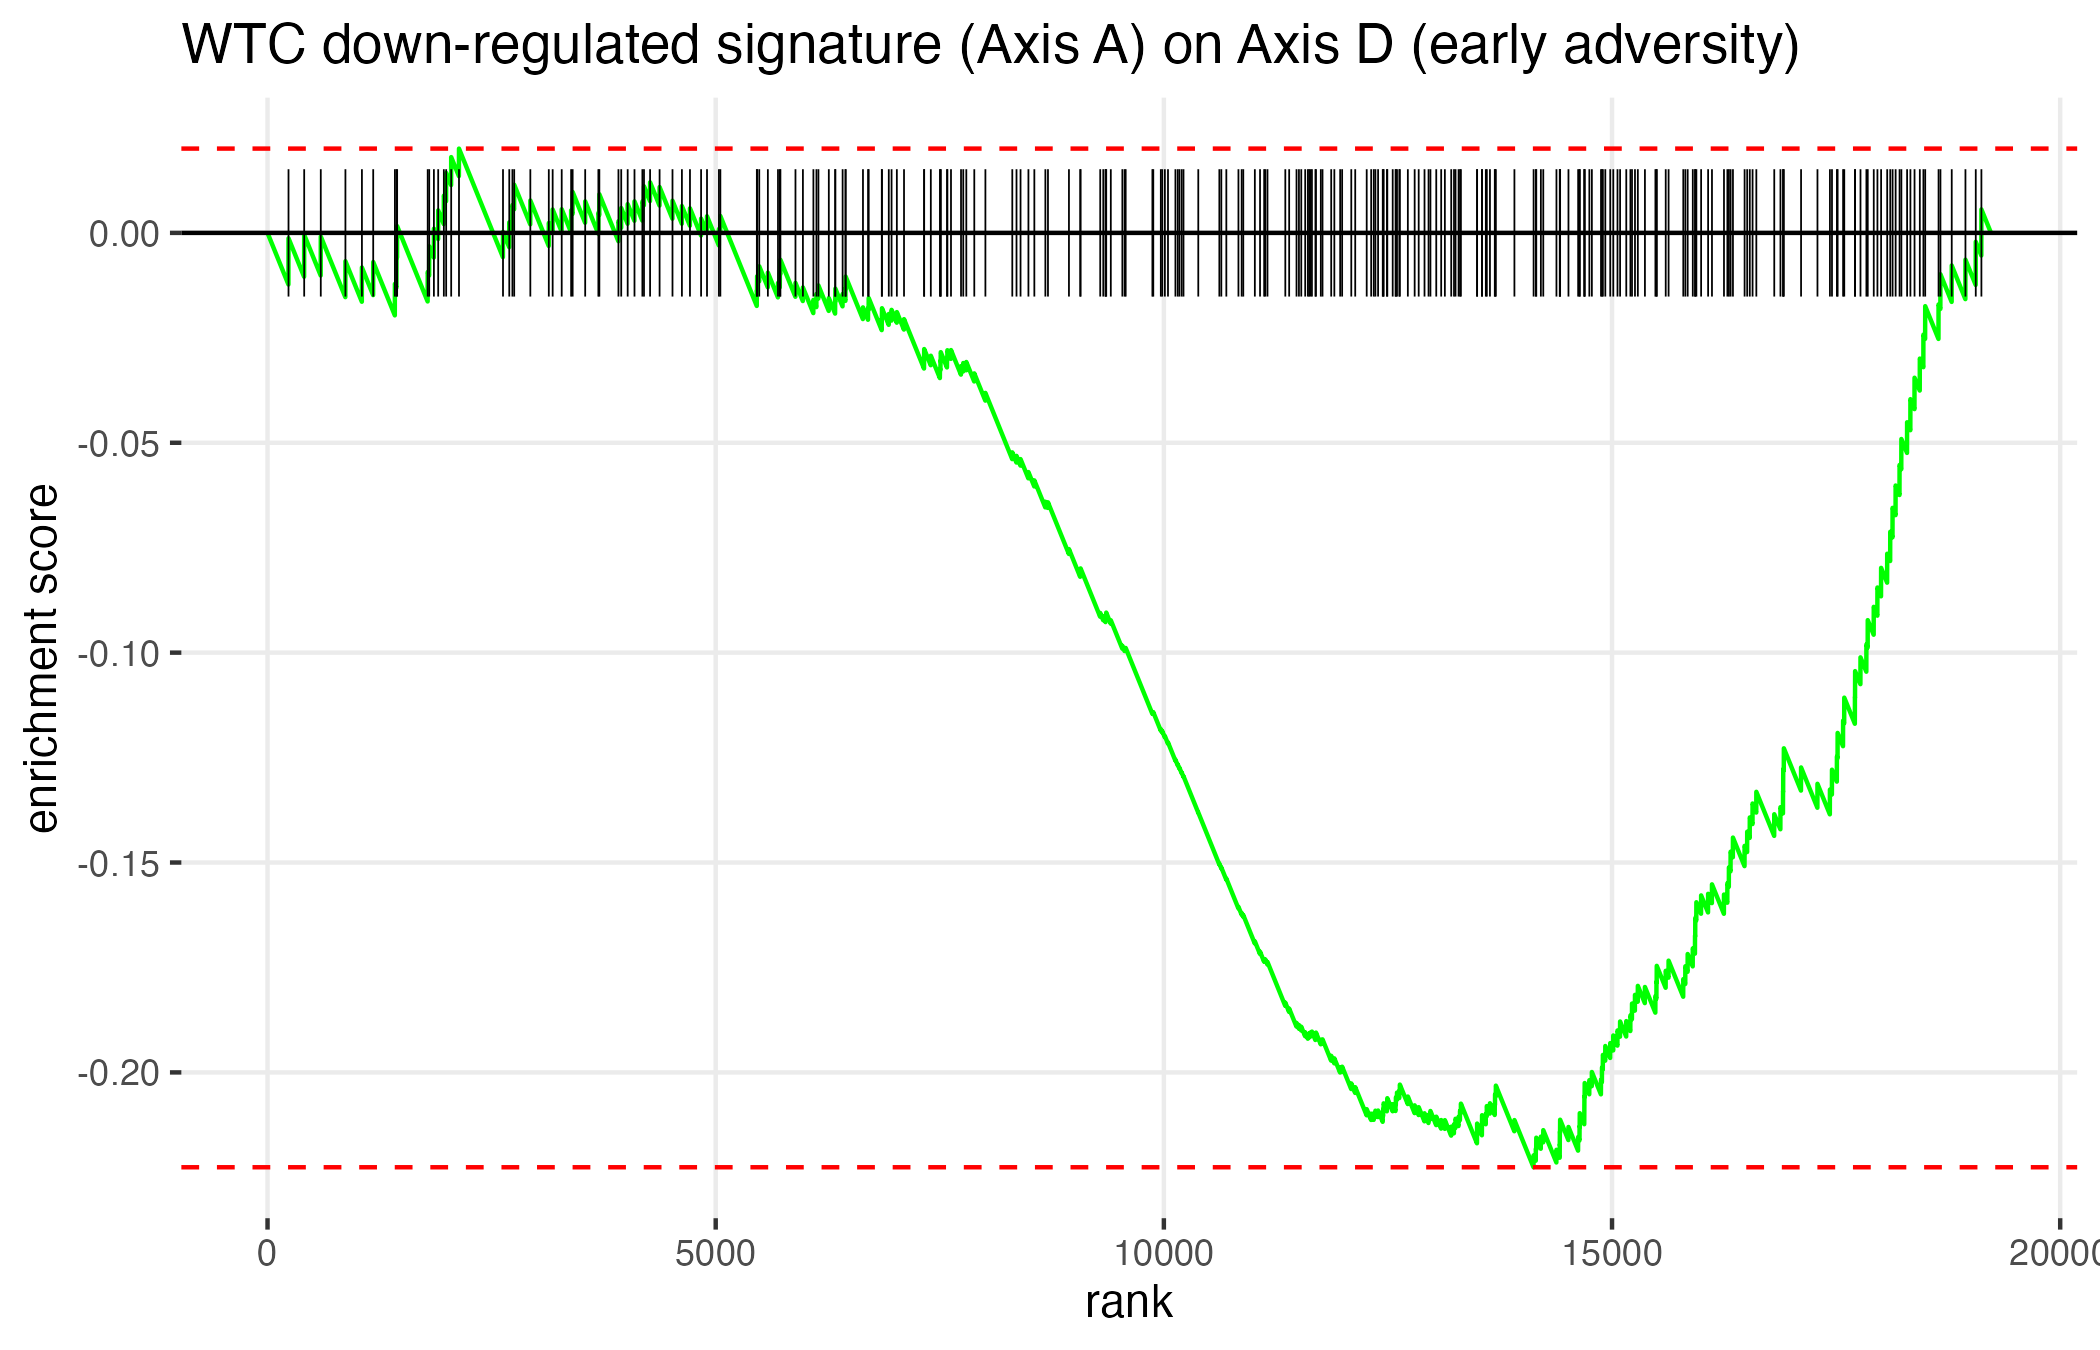 WTC down-regulated signature (Axis A) on Axis D (early adversity)
0.00
-0.05
-0.10
-0.15
-0.20
enrichment score
0 5000 10000 15000 20000
rank